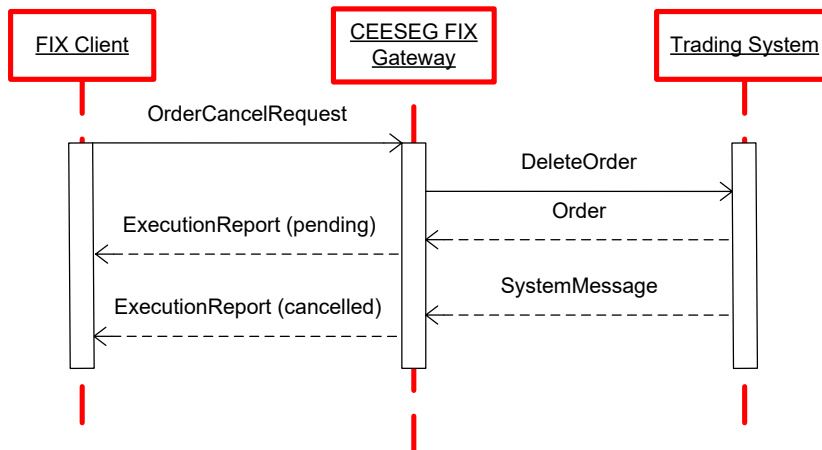 FIX Client
CEESEG FIX
Gateway
Trading System
OrderCancelRequest
DeleteOrder
Order
ExecutionReport (pending)
SystemMessage
ExecutionReport (cancelled)